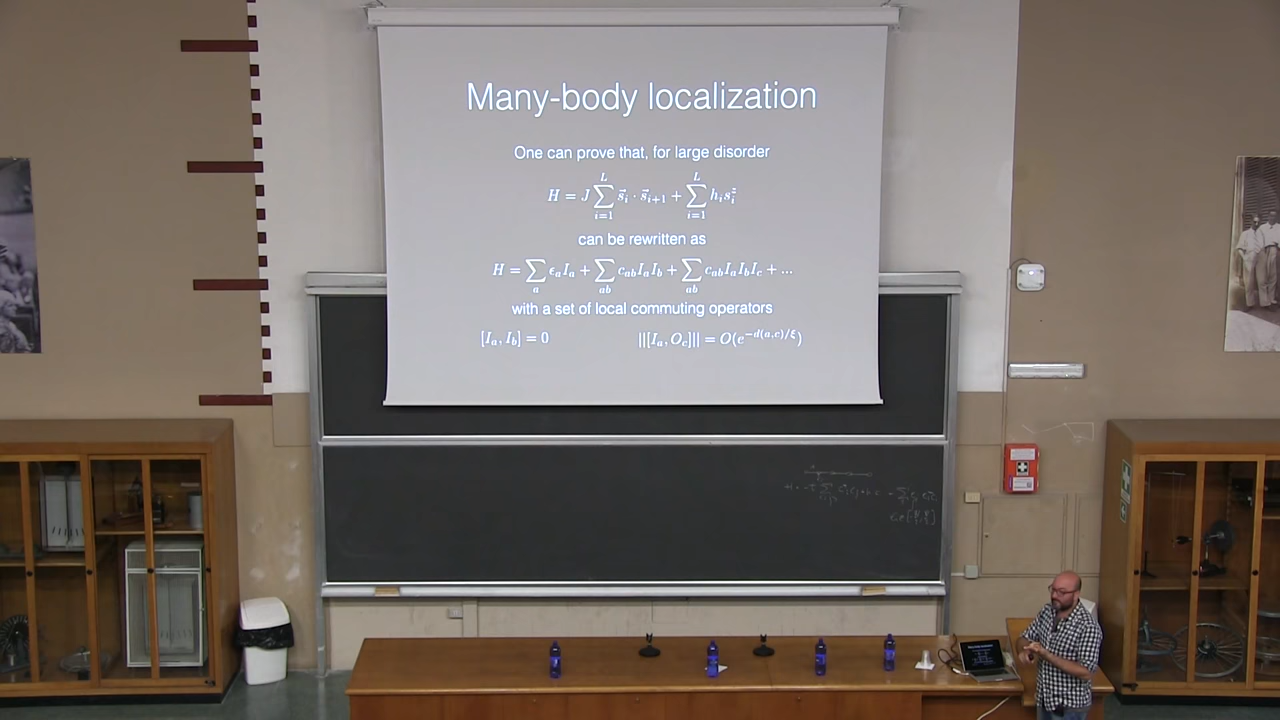 Many-body localization
One can prove that, for large disorder
H = J \sum_{i=1}^{L} \vec{s}_i \cdot \vec{s}_{i+1} + \sum_{i=1}^{L} h_i s_i^z
can be rewritten as
H = \sum_a \epsilon_a I_a + \sum_{ab} c_{ab} I_a I_b + \sum_{ab} c_{ab} I_a I_b I_c + ...
with a set of local commuting operators
[I_a, I_b] = 0 ||[I_a, O_c]|| = O(e^{-d(a,c)/\xi})